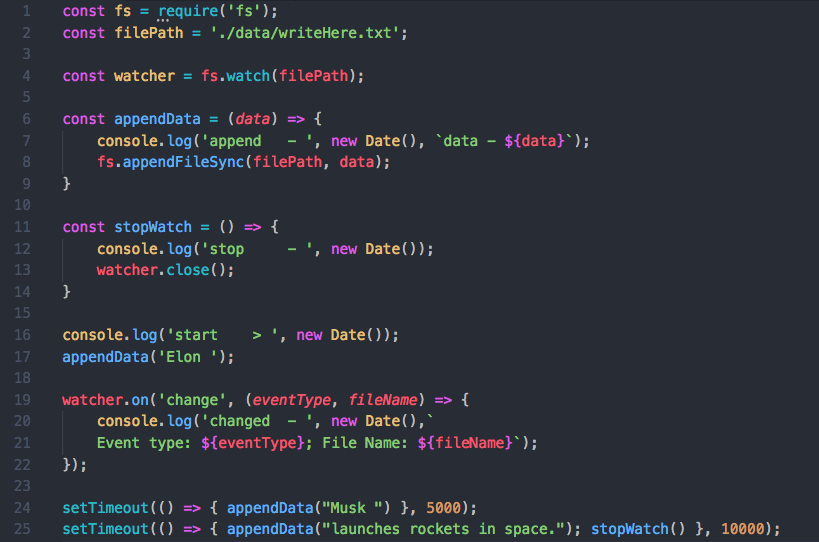 1 const fs = require('fs');
2 const filePath = './data/writeHere.txt';
3
4 const watcher = fs.watch(filePath);
5
6 const appendData = (data) => {
7     console.log('append   - ', new Date(), `data - ${data}`);
8     fs.appendFileSync(filePath, data);
9 }
10
11 const stopWatch = () => {
12     console.log('stop     - ', new Date());
13     watcher.close();
14 }
15
16 console.log('start    > ', new Date());
17 appendData('Elon ');
18
19 watcher.on('change', (eventType, fileName) => {
20     console.log('changed  - ', new Date(),`
21     Event type: ${eventType}; File Name: ${fileName}`);
22 });
23
24 setTimeout(() => { appendData("Musk ") }, 5000);
25 setTimeout(() => { appendData("launches rockets in space."); stopWatch() }, 10000);